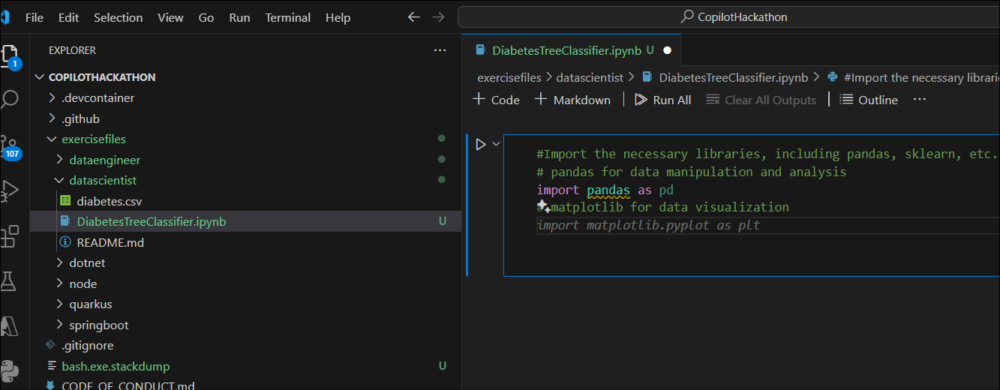 File Edit Selection View Go Run Terminal Help
CopilotHackathon
EXPLORER
DiabetesTreeClassifier.ipynb U
1
COPILOTHACKATHON
exercisefiles > datascientist > DiabetesTreeClassifier.ipynb > #Import the necessary librarie
.devcontainer
+ Code + Markdown Run All Clear All Outputs Outline ...
.github
exercisefiles
107
dataengineer
datascientist
diabetes.csv
DiabetesTreeClassifier.ipynb U
README.md
dotnet
node
quarkus
springboot
.gitignore
bash.exe.stackdump U
CODE_OF_CONDUCT.md
#Import the necessary libraries, including pandas, sklearn, etc.
# pandas for data manipulation and analysis
import pandas as pd
# matplotlib for data visualization
import matplotlib.pyplot as plt